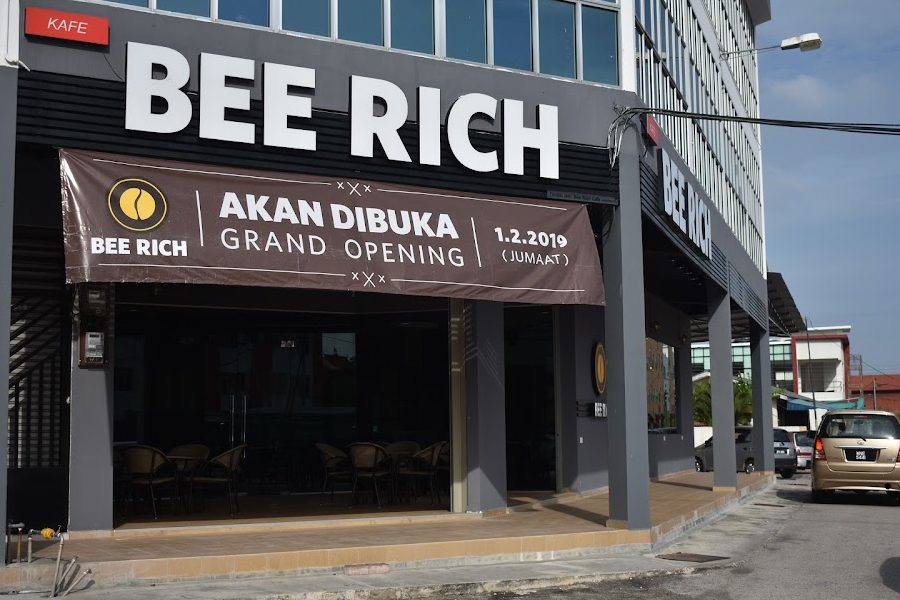 KAFE
BEE RICH
BEE RICH
AKAN DIBUKA
GRAND OPENING
1.2.2019
(JUMAAT)
BEE RICH